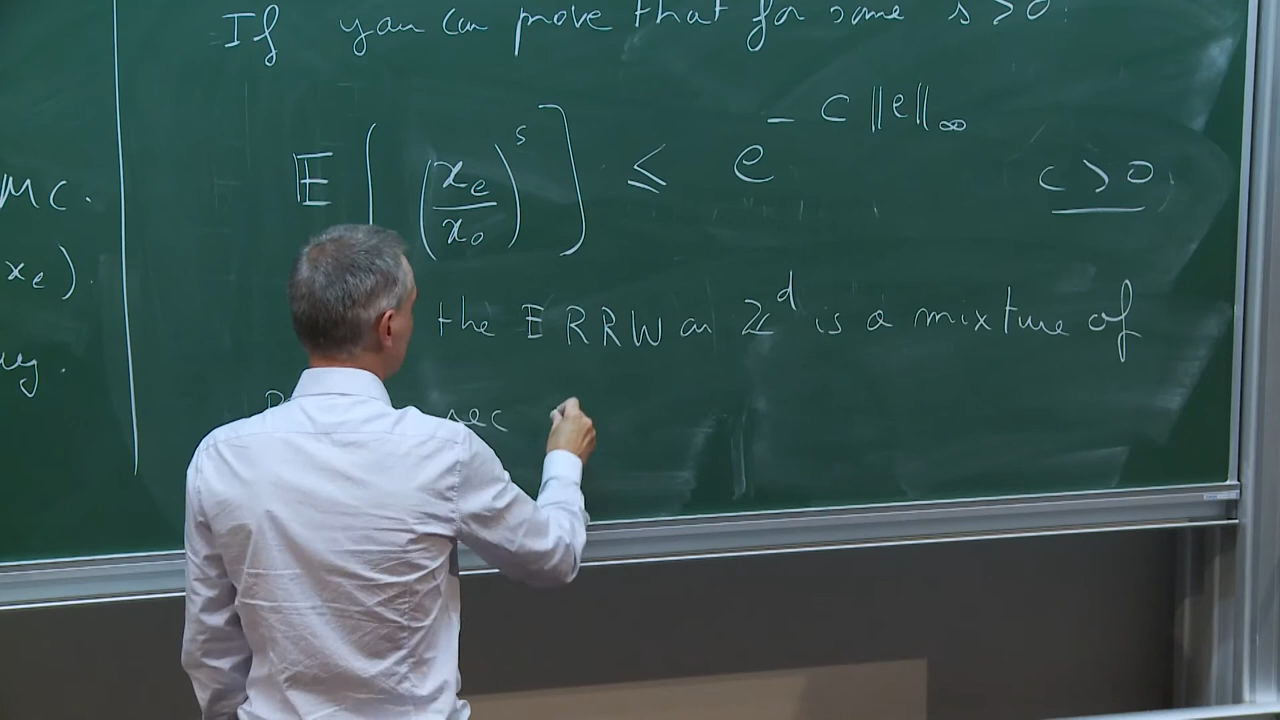 MC.
xe).
If you can prove that for some s > 0:
𝔼[(xe/x0)^s] ≤ e^{-c‖e‖∞} c > 0,
the ERRW on ℤ^d is a mixture of
rec